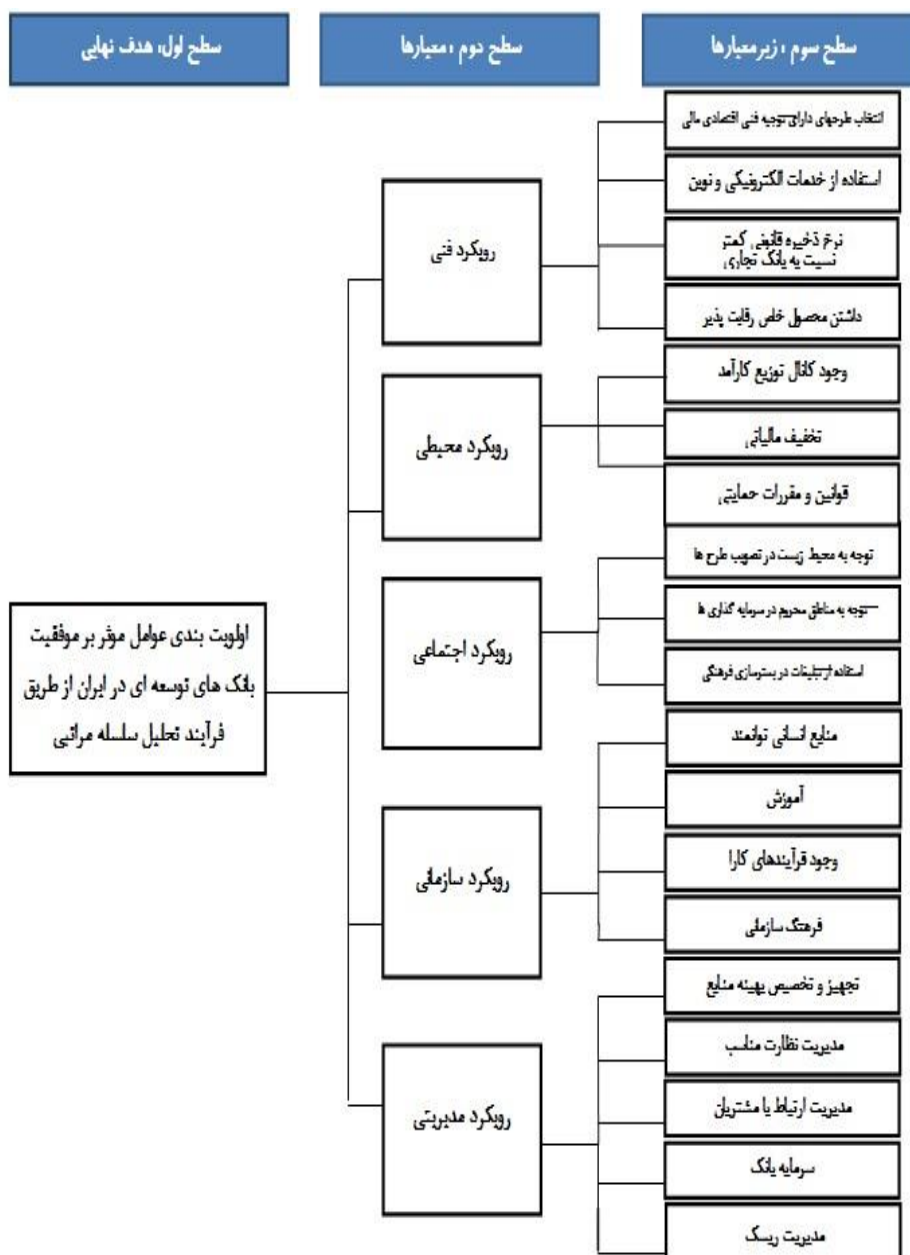 سطح اول، هدف نهایی
سطح دوم ، معیارها
سطح سوم ، زیرمعیارها
اولویت بندی عوامل موثر بر موفقیت
بانک های توسعه ای در ایران از طریق
فرآیند تحلیل سلسله مراتبی
رویکرد فنی
انتخاب طرحهای دارای توجیه فنی اقتصادی مالی
استفاده از خدمات الکترونیکی و نوین
نرخ ذخیره قانونی کمتر
نسبت به بانک تجاری
داشتن محصول خاص رقابت پذیر
رویکرد محیطی
وجود کانال توزیع کارآمد
تخفیف مالیاتی
قوانین و مقررات حمایتی
رویکرد اجتماعی
توجه به محیط زیست در تصویب طرح ها
توجه به مناطق محروم در سرمایه گذاری ها
استفاده از تبلیغات در بسترسازی فرهنگی
رویکرد سازمانی
منابع انسانی توانمند
آموزش
وجود فرآیندهای کارا
فرهنگ سازمانی
رویکرد مدیریتی
تجهیز و تخصیص بهینه منابع
مدیریت نظارت مناسب
مدیریت ارتباط با مشتریان
سرمایه بانک
مدیریت ریسک